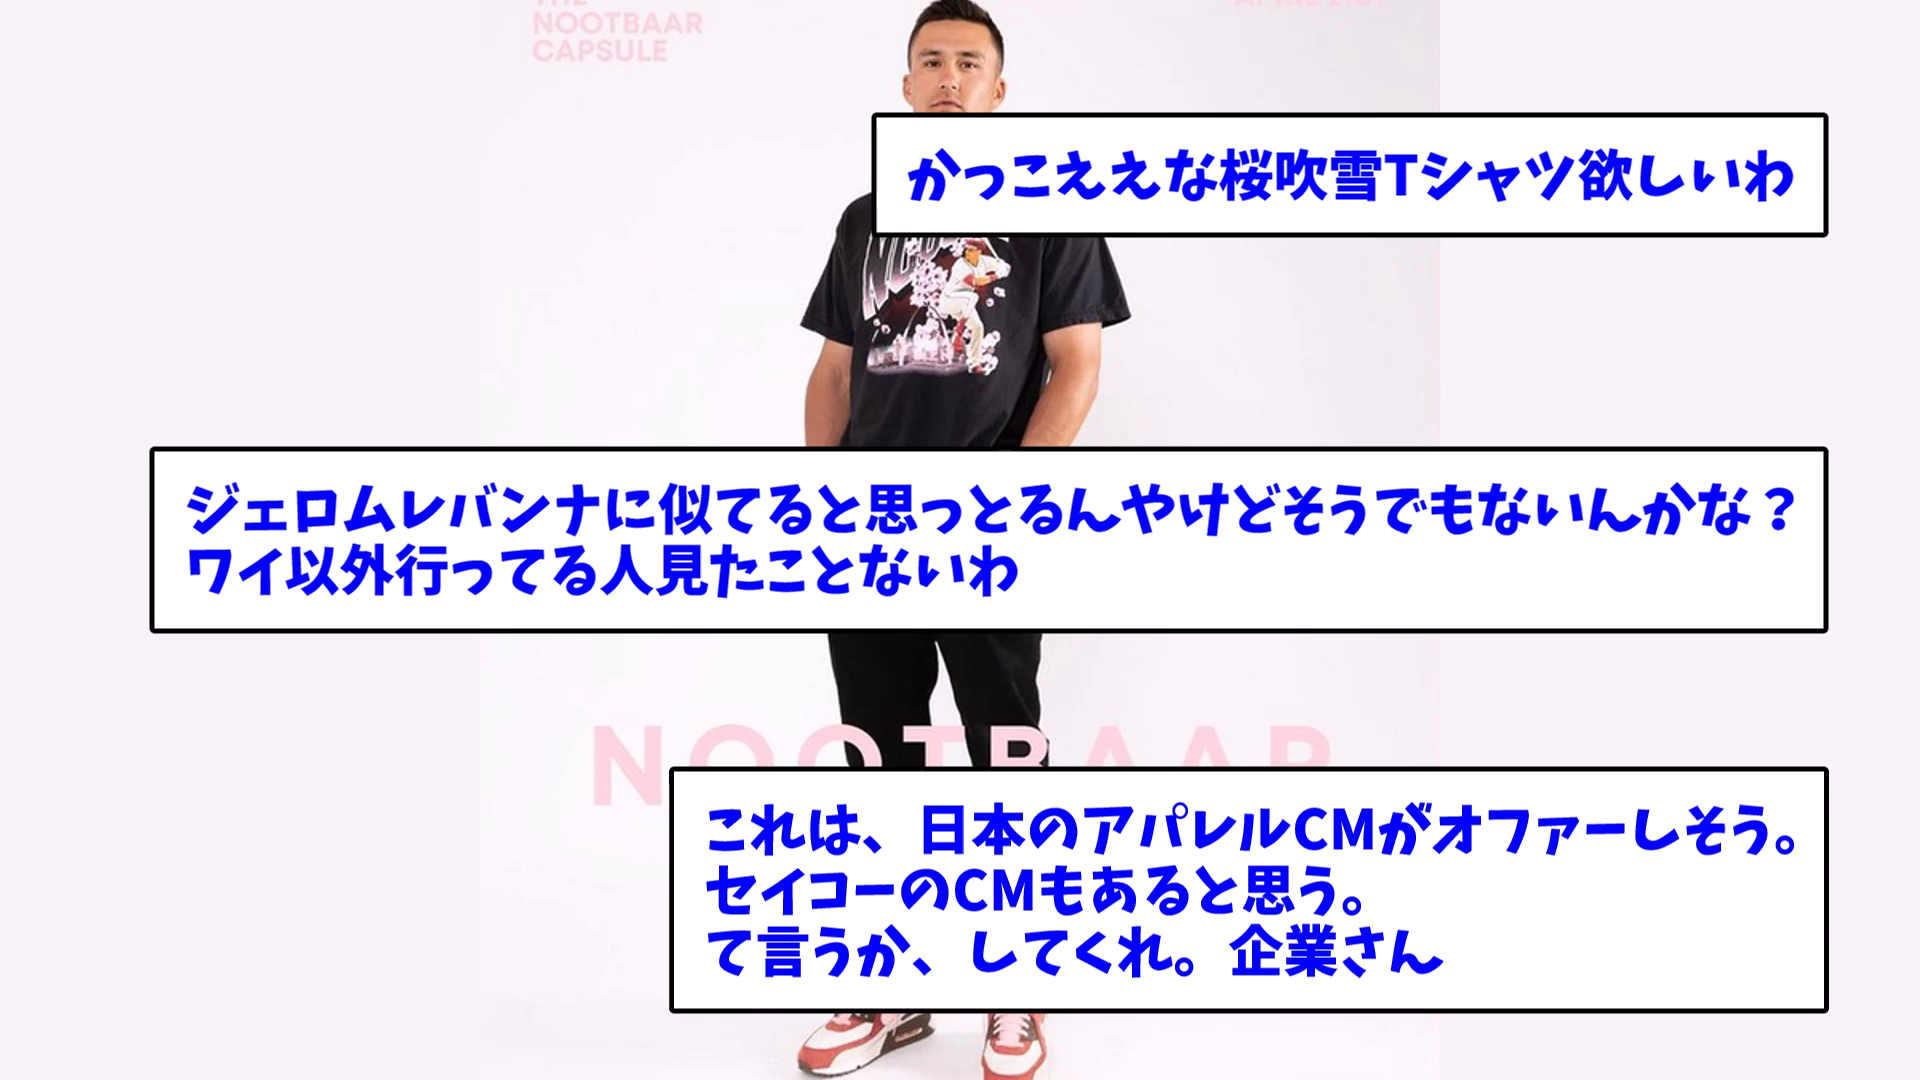 NOOTBAAR
CAPSULE
かっこええな桜吹雪Tシャツ欲しいわ
ジェロムレバンナに似てると思っとるんやけどそうでもないんかな？
ワイ以外行ってる人見たことないわ
NOOTBAAR
これは、日本のアパレルCMがオファーしそう。
セイコーのCMもあると思う。
て言うか、してくれ。企業さん